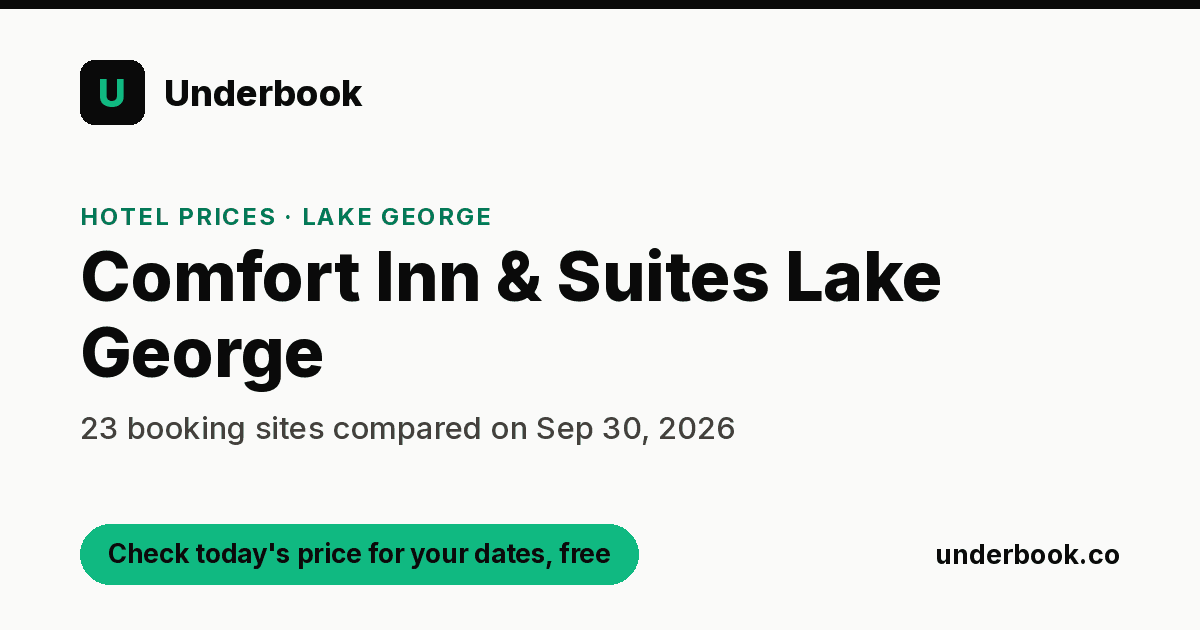 U Underbook
HOTEL PRICES · LAKE GEORGE
Comfort Inn & Suites Lake
George
23 booking sites compared on Sep 30, 2026
Check today's price for your dates, free
underbook.co